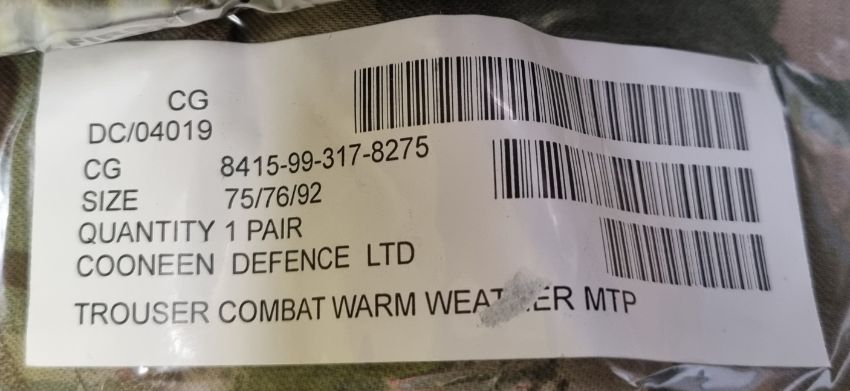 CG
DC/04019
CG 8415-99-317-8275
SIZE 75/76/92
QUANTITY 1 PAIR
COONEEN DEFENCE LTD
TROUSER COMBAT WARM WEATHER MTP